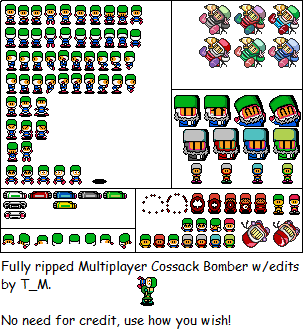 Fully ripped Multiplayer Cossack Bomber w/edits
by T_M.
No need for credit, use how you wish!